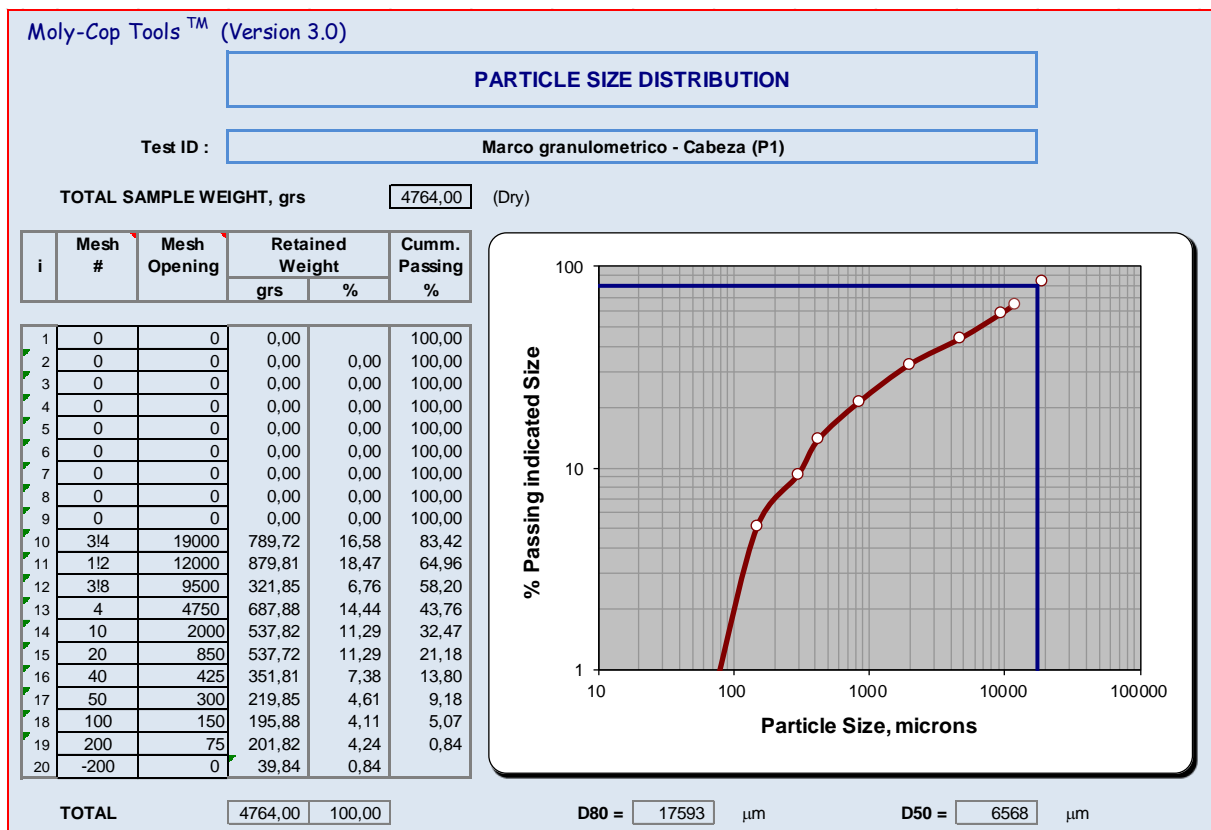 Moly-Cop Tools TM (Version 3.0)
PARTICLE SIZE DISTRIBUTION
Test ID : Marco granulometrico - Cabeza (P1)
TOTAL SAMPLE WEIGHT, grs 4764,00 (Dry)
i Mesh # Mesh Opening Retained Weight Cumm. Passing
grs % %
1 0 0 0,00 100,00
2 0 0 0,00 0,00 100,00
3 0 0 0,00 0,00 100,00
4 0 0 0,00 0,00 100,00
5 0 0 0,00 0,00 100,00
6 0 0 0,00 0,00 100,00
7 0 0 0,00 0,00 100,00
8 0 0 0,00 0,00 100,00
9 0 0 0,00 0,00 100,00
10 3!4 19000 789,72 16,58 83,42
11 1!2 12000 879,81 18,47 64,96
12 3!8 9500 321,85 6,76 58,20
13 4 4750 687,88 14,44 43,76
14 10 2000 537,82 11,29 32,47
15 20 850 537,72 11,29 21,18
16 40 425 351,81 7,38 13,80
17 50 300 219,85 4,61 9,18
18 100 150 195,88 4,11 5,07
19 200 75 201,82 4,24 0,84
20 -200 0 39,84 0,84
TOTAL 4764,00 100,00
% Passing indicated Size
100
10
1
10 100 1000 10000 100000
Particle Size, microns
D80 = 17593 μm D50 = 6568 μm